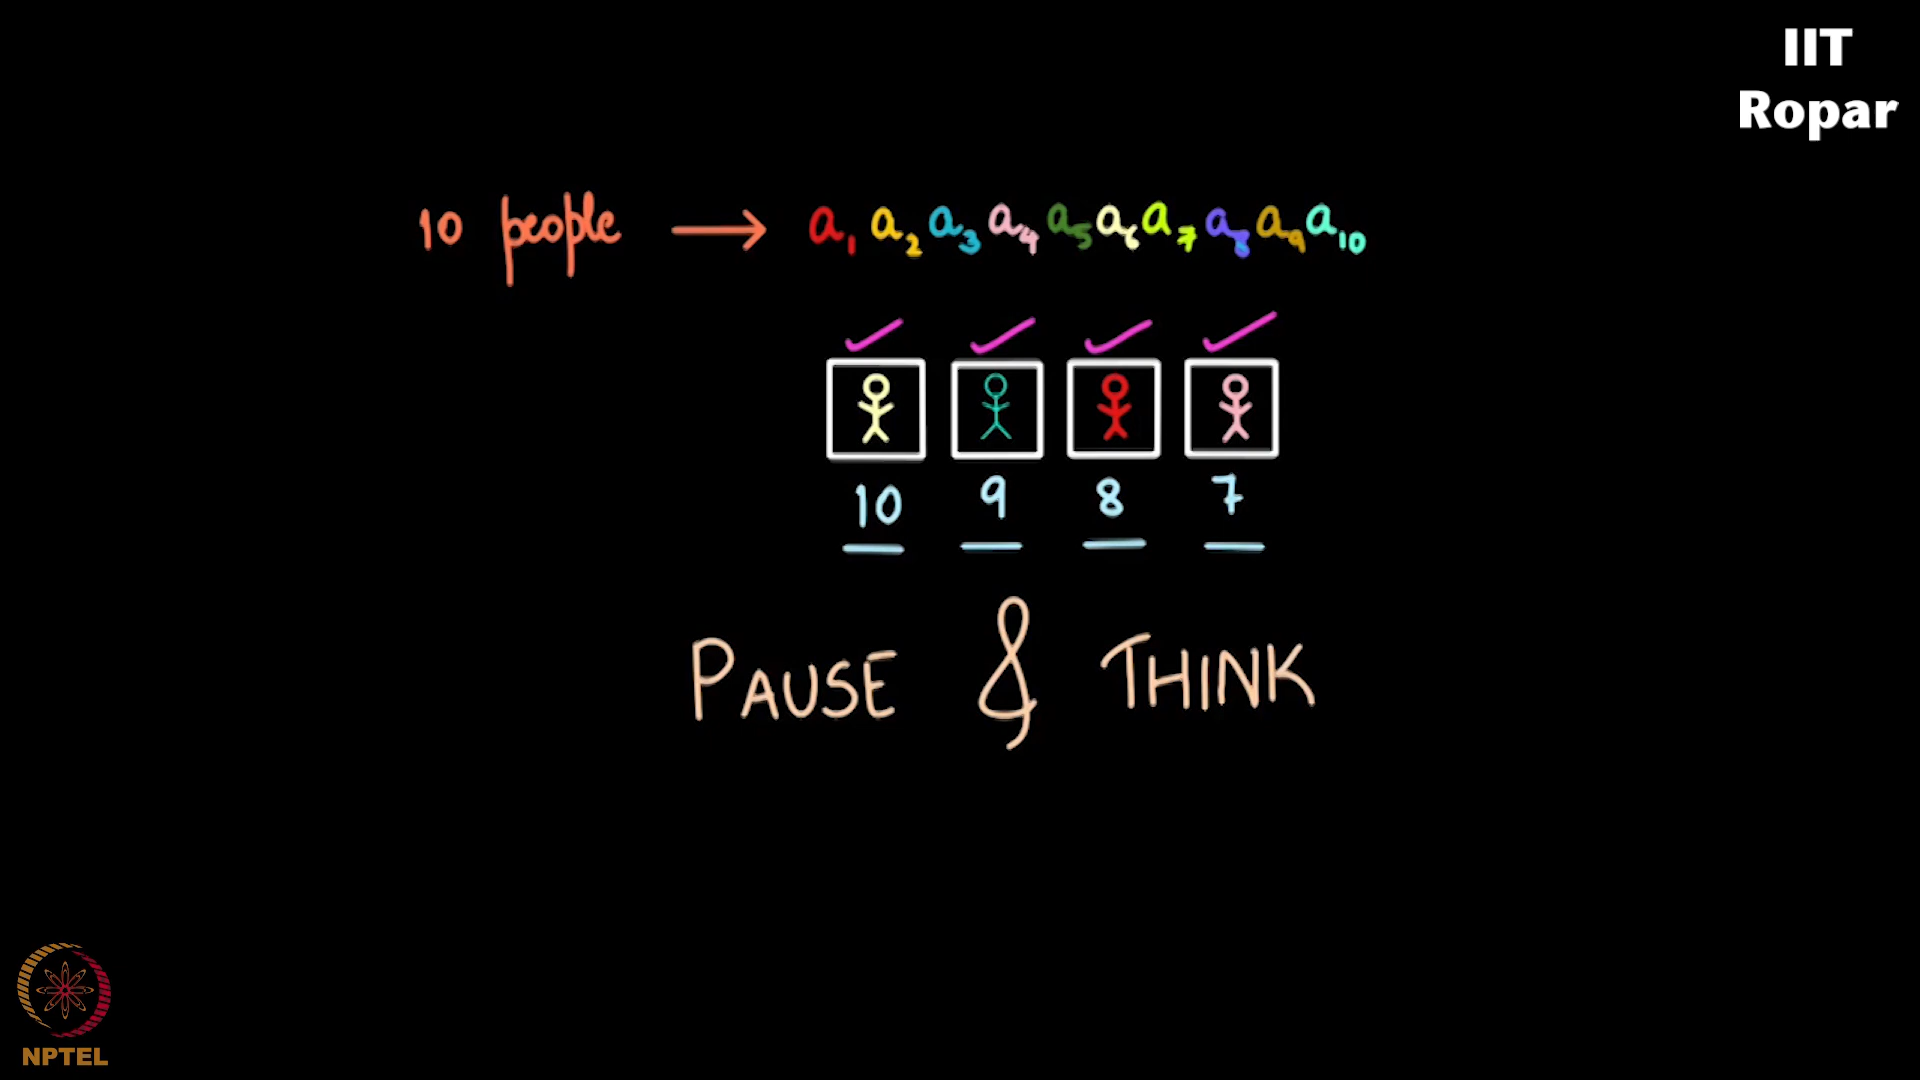 IIT
Ropar
10 people → a₁ a₂ a₃ a₄ a₅ a₆ a₇ a₈ a₉ a₁₀
10 9 8 7
PAUSE & THINK
NPTEL